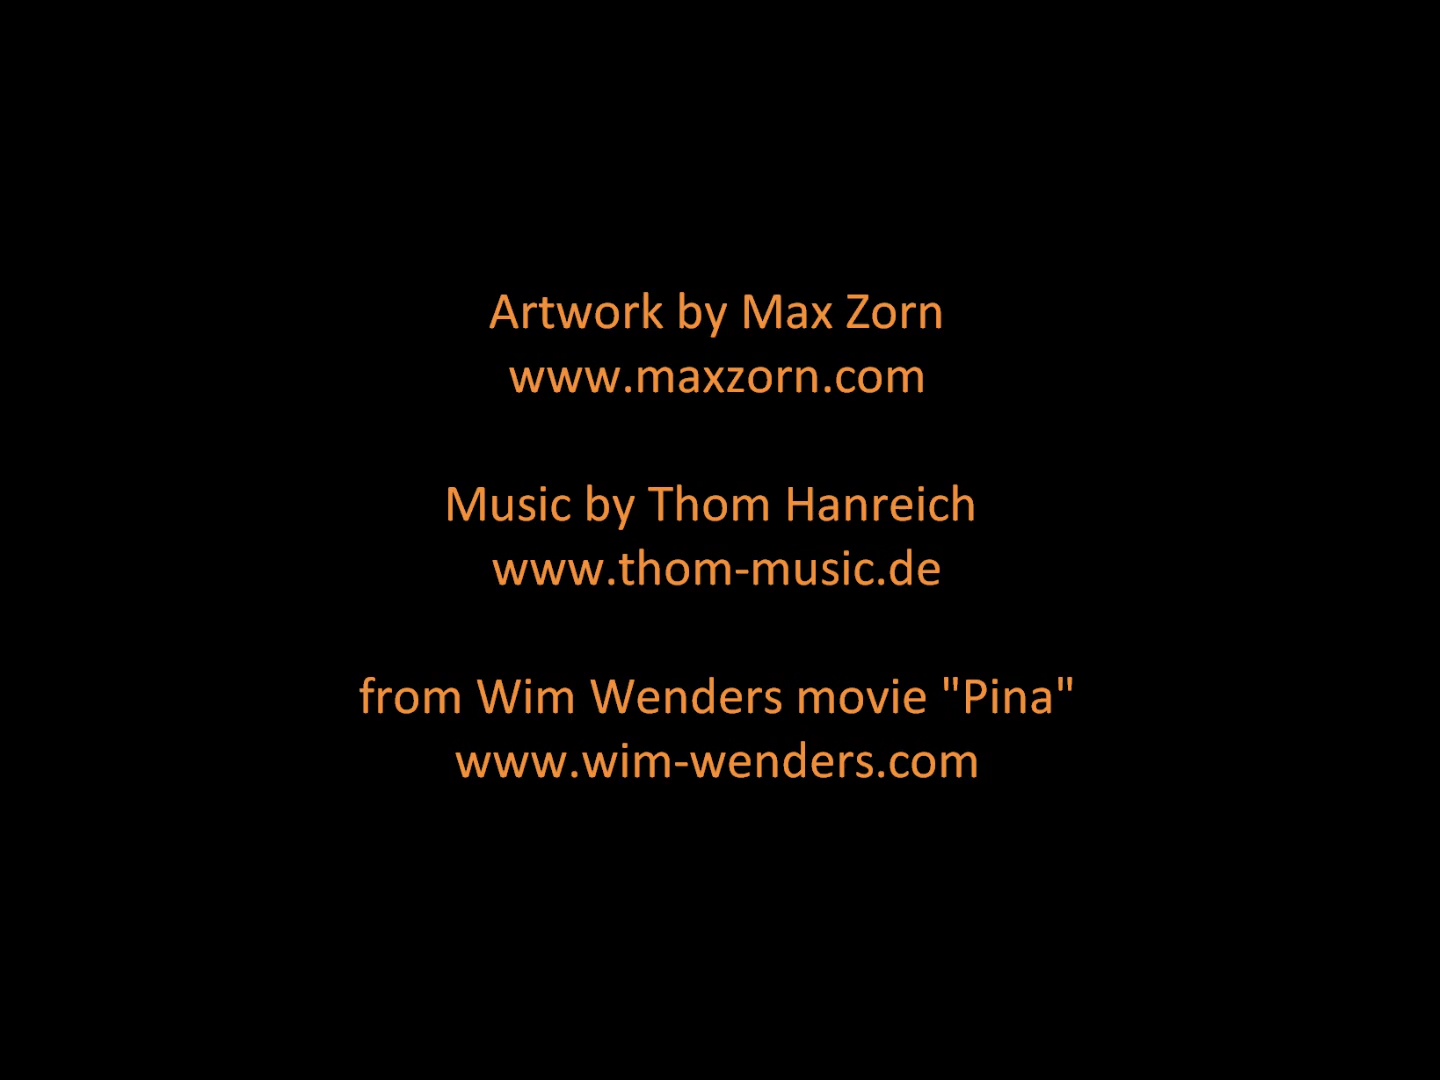 Artwork by Max Zorn
www.maxzorn.com
Music by Thom Hanreich
www.thom-music.de
from Wim Wenders movie "Pina"
www.wim-wenders.com